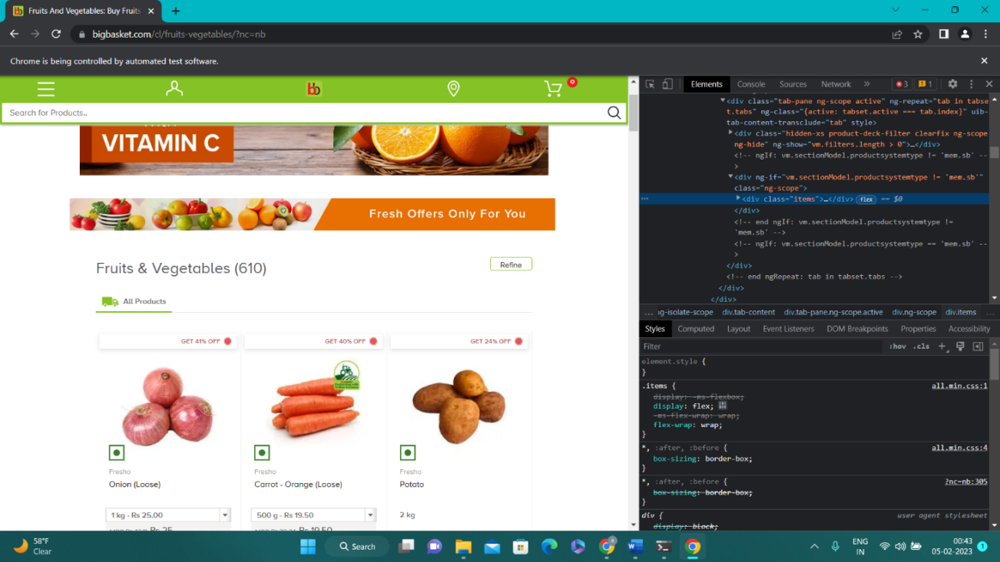 Fruits And Vegetables: Buy Fruits
bigbasket.com/cl/fruits-vegetables/?nc=nb
Chrome is being controlled by automated test software.
bb
0
Search for Products..
VITAMIN C
Fresh Offers Only For You
Fruits & Vegetables (610)
Refine
All Products
GET 41% OFF
GET 40% OFF
GET 24% OFF
Fresho
Fresho
Fresho
Onion (Loose)
Carrot - Orange (Loose)
Potato
1 kg - Rs 25.00
500 g - Rs 19.50
2 kg
Rs 25
Rs 19.50
Elements Console Sources Network » 3 1
<div class="tab-pane ng-scope active" ng-repeat="tab in tabse
t.tabs" ng-class="{active: tabset.active === tab.index}" uib-
tab-content-transclude="tab" style>
<div class="hidden-xs product-deck-filter clearfix ng-scope
ng-hide" ng-show="vm.filters.length > 0">…</div>
<!-- ngIf: vm.sectionModel.productsystemtype != 'mem.sb' --
>
<div ng-if="vm.sectionModel.productsystemtype != 'mem.sb'"
class="ng-scope">
<div class="items">…</div> flex == $0
</div>
<!-- end ngIf: vm.sectionModel.productsystemtype !=
'mem.sb' -->
<!-- ngIf: vm.sectionModel.productsystemtype == 'mem.sb' --
>
</div>
<!-- end ngRepeat: tab in tabset.tabs -->
</div>
</div>
... ng-isolate-scope div.tab-content div.tab-pane.ng-scope.active div.ng-scope div.items ...
Styles Computed Layout Event Listeners DOM Breakpoints Properties Accessibility
Filter :hov .cls +
element.style {
}
.items { all.min.css:1
display: -ms-flexbox;
display: flex;
-ms-flex-wrap: wrap;
flex-wrap: wrap;
}
*, :after, :before { all.min.css:4
box-sizing: border-box;
}
*, :after, :before { ?nc=nb:305
box-sizing: border-box;
}
div { user agent stylesheet
display: block;
58°F
Clear
Search
ENG
IN
00:43
05-02-2023
1